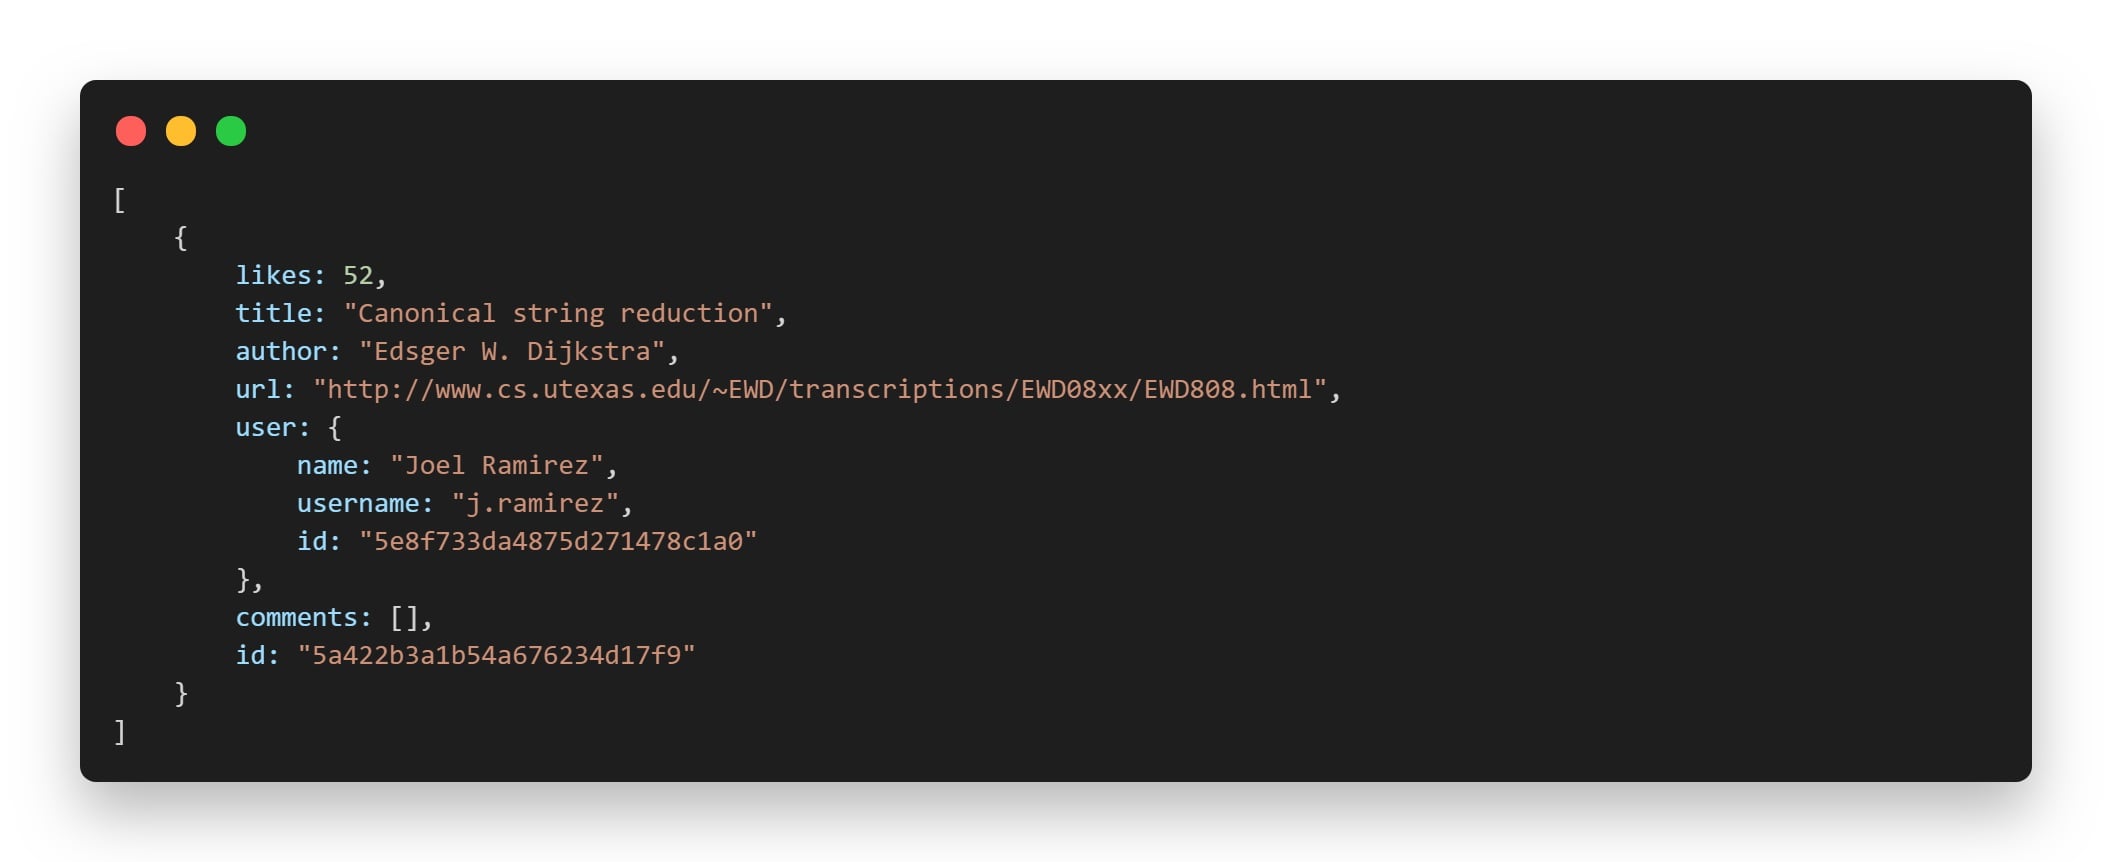 [
    {
        likes: 52,
        title: "Canonical string reduction",
        author: "Edsger W. Dijkstra",
        url: "http://www.cs.utexas.edu/~EWD/transcriptions/EWD08xx/EWD808.html",
        user: {
            name: "Joel Ramirez",
            username: "j.ramirez",
            id: "5e8f733da4875d271478c1a0"
        },
        comments: [],
        id: "5a422b3a1b54a676234d17f9"
    }
]